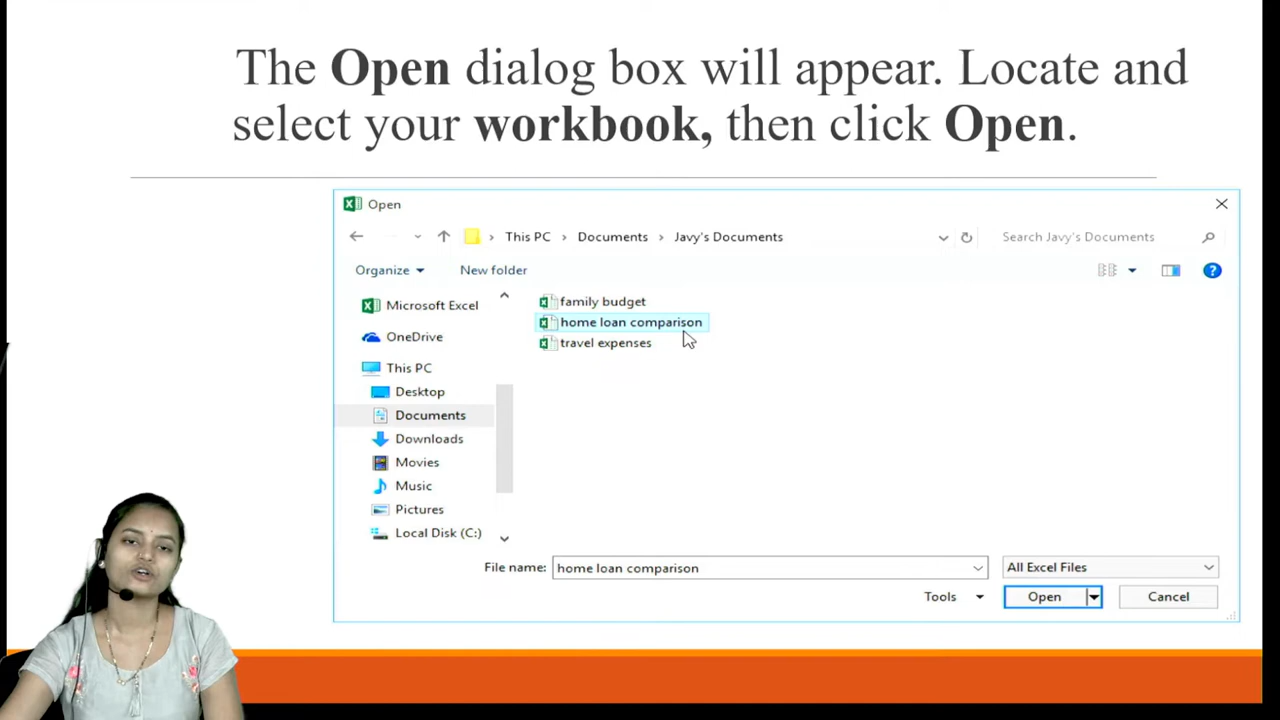 The Open dialog box will appear. Locate and
select your workbook, then click Open.
Open
This PC > Documents > Javy's Documents
Search Javy's Documents
Organize
New folder
?
Microsoft Excel
OneDrive
This PC
Desktop
Documents
Downloads
Movies
Music
Pictures
Local Disk (C:)
family budget
home loan comparison
travel expenses
File name:
home loan comparison
All Excel Files
Tools
Open
Cancel